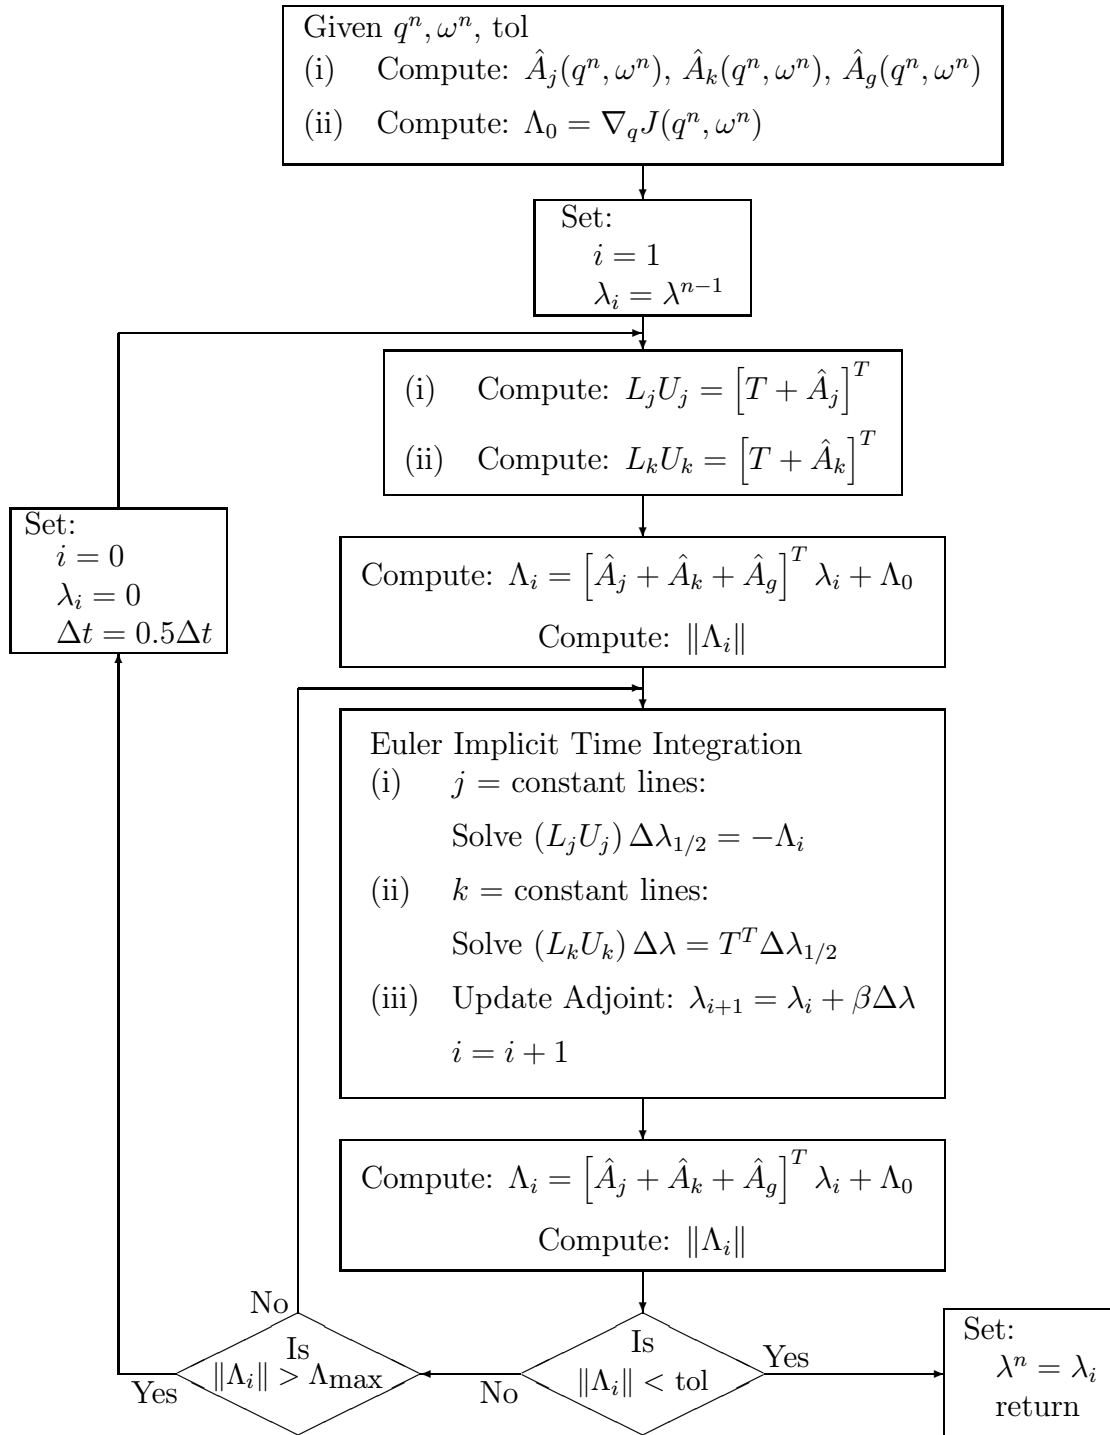 Given $q^n, \omega^n$, tol
(i) Compute: $\hat{A}_j(q^n, \omega^n)$, $\hat{A}_k(q^n, \omega^n)$, $\hat{A}_g(q^n, \omega^n)$
(ii) Compute: $\Lambda_0 = \nabla_q J(q^n, \omega^n)$
Set:
$i = 1$
$\lambda_i = \lambda^{n-1}$
(i) Compute: $L_j U_j = \left[T + \hat{A}_j\right]^T$
(ii) Compute: $L_k U_k = \left[T + \hat{A}_k\right]^T$
Set:
$i = 0$
$\lambda_i = 0$
$\Delta t = 0.5 \Delta t$
Compute: $\Lambda_i = \left[\hat{A}_j + \hat{A}_k + \hat{A}_g\right]^T \lambda_i + \Lambda_0$
Compute: $\|\Lambda_i\|$
Euler Implicit Time Integration
(i) $j$ = constant lines:
Solve $(L_j U_j) \Delta\lambda_{1/2} = -\Lambda_i$
(ii) $k$ = constant lines:
Solve $(L_k U_k) \Delta\lambda = T^T \Delta\lambda_{1/2}$
(iii) Update Adjoint: $\lambda_{i+1} = \lambda_i + \beta \Delta\lambda$
$i = i + 1$
Compute: $\Lambda_i = \left[\hat{A}_j + \hat{A}_k + \hat{A}_g\right]^T \lambda_i + \Lambda_0$
Compute: $\|\Lambda_i\|$
Is
$\|\Lambda_i\| < \text{tol}$
Yes
No
Set:
$\lambda^n = \lambda_i$
return
Is
$\|\Lambda_i\| > \Lambda_{\max}$
No
Yes